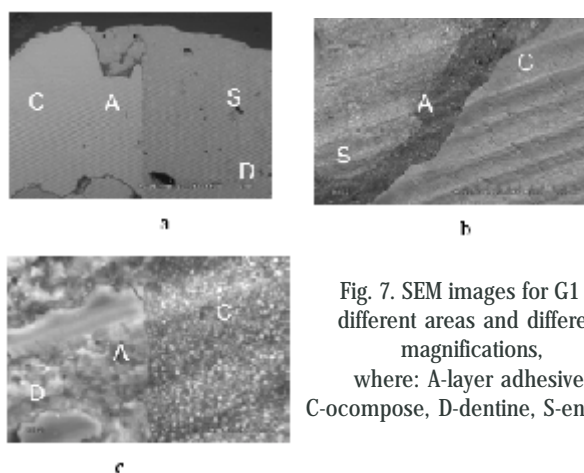 C A S
D
a
C
A
S
b
C
A
D
c
Fig. 7. SEM images for G1
different areas and differe
magnifications,
where: A-layer adhesive
C-ocompose, D-dentine, S-en